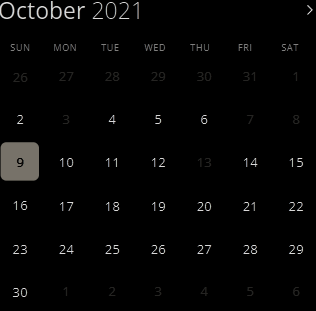 October 2021
SUN MON TUE WED THU FRI SAT
26 27 28 29 30 31 1
2 3 4 5 6 7 8
9 10 11 12 13 14 15
16 17 18 19 20 21 22
23 24 25 26 27 28 29
30 1 2 3 4 5 6